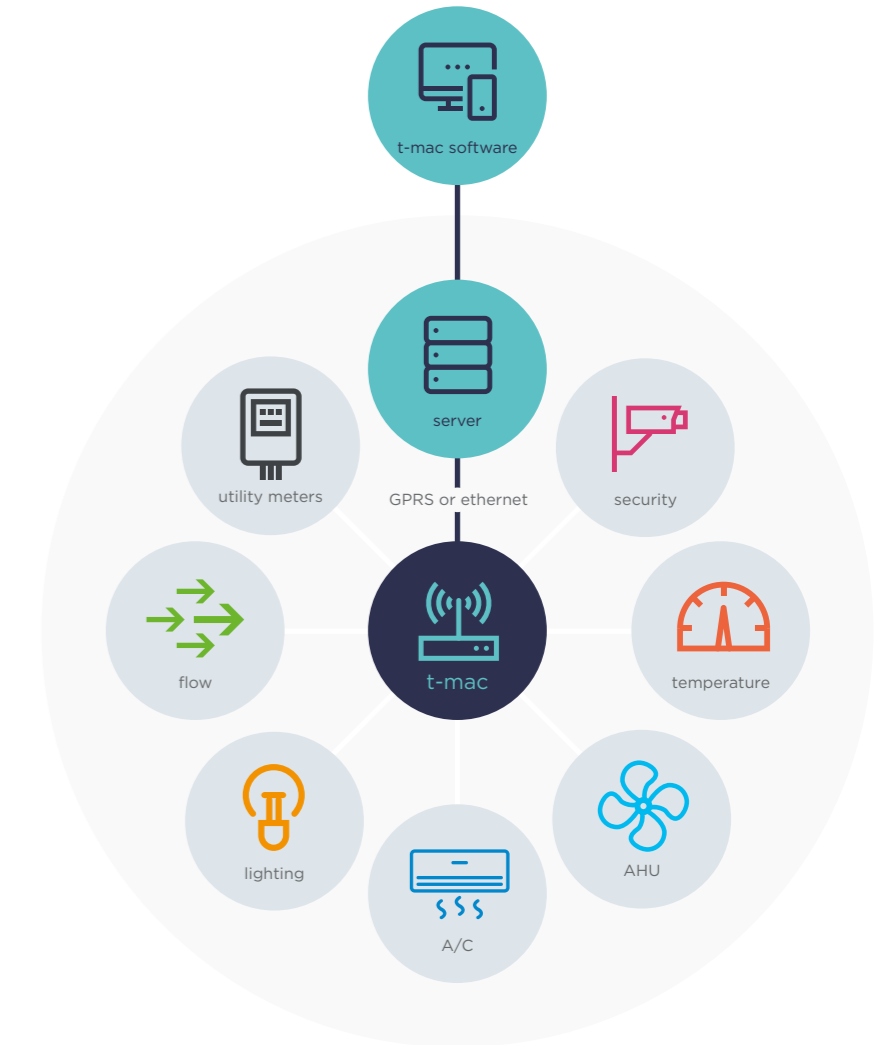 t-mac software
server
utility meters
GPRS or ethernet
security
flow
t-mac
temperature
lighting
AHU
A/C